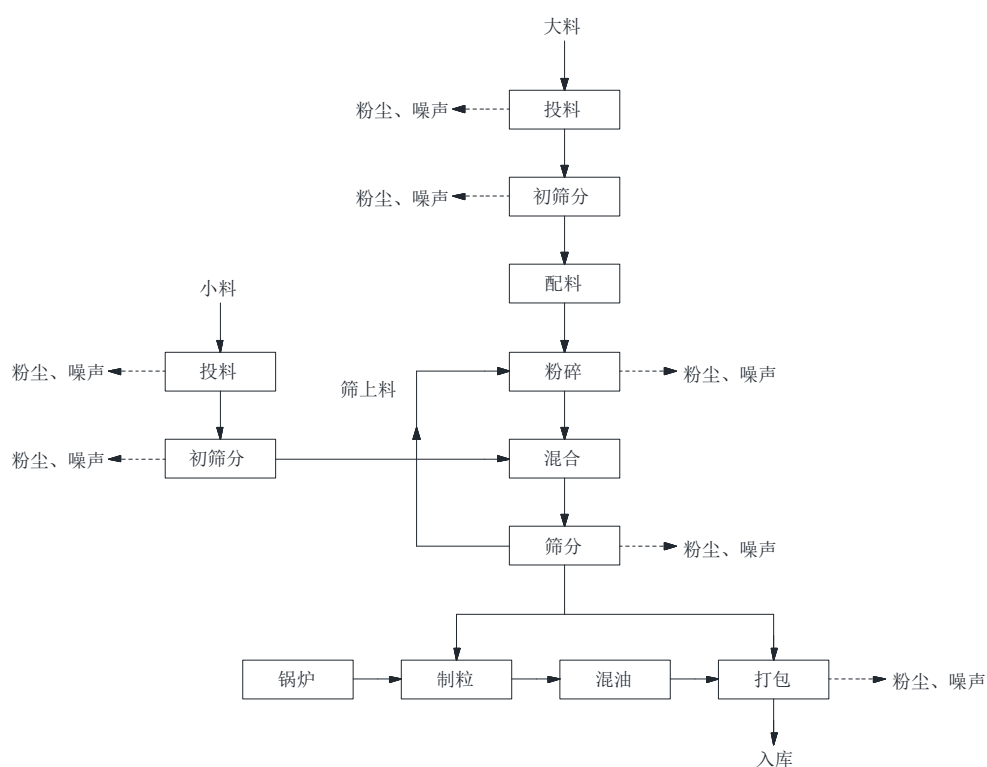 大料
粉尘、噪声
投料
粉尘、噪声
初筛分
配料
小料
粉尘、噪声
投料
筛上料
粉碎
粉尘、噪声
粉尘、噪声
初筛分
混合
筛分
粉尘、噪声
锅炉
制粒
混油
打包
粉尘、噪声
入库